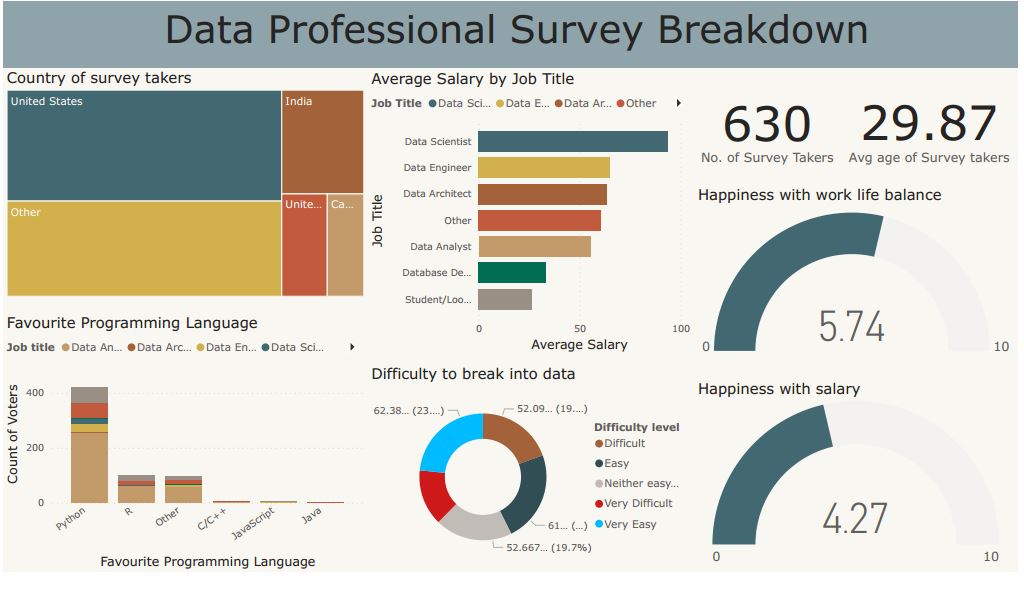 Data Professional Survey Breakdown
Country of survey takers
United States
India
Other
Unite...
Ca...
Average Salary by Job Title
Job Title Data Sci... Data E... Data Ar... Other
Job Title
Data Scientist
Data Engineer
Data Architect
Other
Data Analyst
Database De...
Student/Loo...
0 50 100
Average Salary
630
No. of Survey Takers
29.87
Avg age of Survey takers
Happiness with work life balance
5.74
0 10
Favourite Programming Language
Job title Data An... Data Arc... Data En... Data Sci...
Count of Voters
400
200
0
Python R Other C/C++ JavaScript Java
Favourite Programming Language
Difficulty to break into data
62.38... (23....)
52.09... (19....)
61... (...)
52.667... (19.7%)
Difficulty level
Difficult
Easy
Neither easy...
Very Difficult
Very Easy
Happiness with salary
4.27
0 10